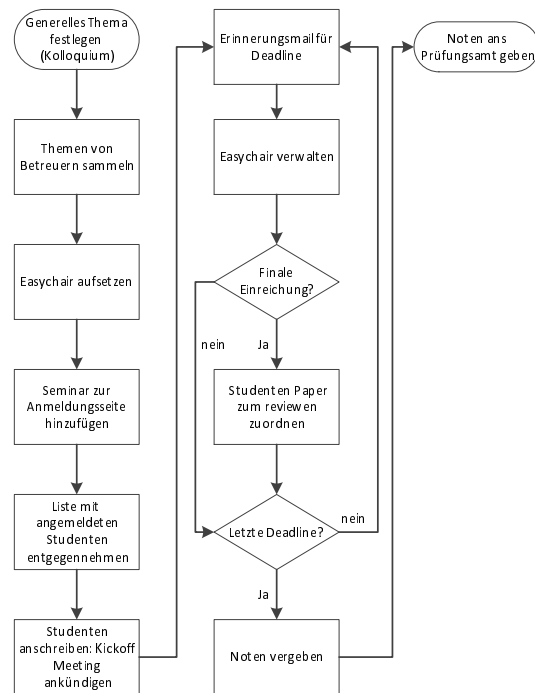 Generelles Thema
festlegen
(Kolloquium)
Themen von
Betreuern sammeln
Easychair aufsetzen
Seminar zur
Anmeldungsseite
hinzufügen
Liste mit
angemeldeten
Studenten
entgegennehmen
Studenten
anschreiben: Kickoff
Meeting
ankündigen
Erinnerungsmail für
Deadline
Easychair verwalten
Finale
Einreichung?
nein
Ja
Studenten Paper
zum reviewen
zuordnen
Letzte Deadline?
nein
Ja
Noten vergeben
Noten ans
Prüfungsamt geben